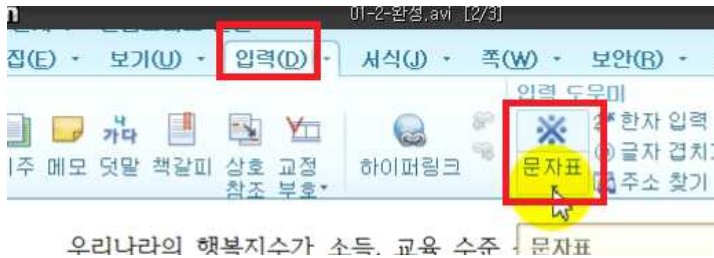 01-2-완성.avi [2/3]
집(E) 보기(U) 입력(D) 서식(J) 쪽(W) 보안(R)
입력 도우미
주 메모 덧말 책갈피 상호 참조 교정 부호 하이퍼링크 문자표
한자 입력
글자 겹치기
주소 찾기
우리나라의 행복지수가 소득, 교육 수준
문자표